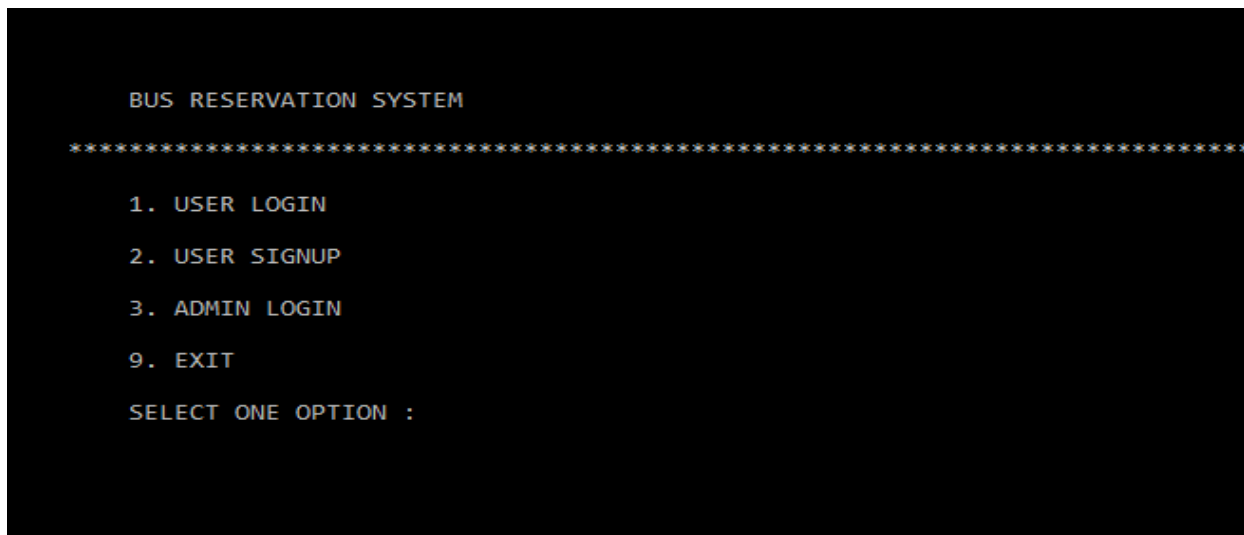 BUS RESERVATION SYSTEM
*******************************************************************************
1. USER LOGIN
2. USER SIGNUP
3. ADMIN LOGIN
9. EXIT
SELECT ONE OPTION :